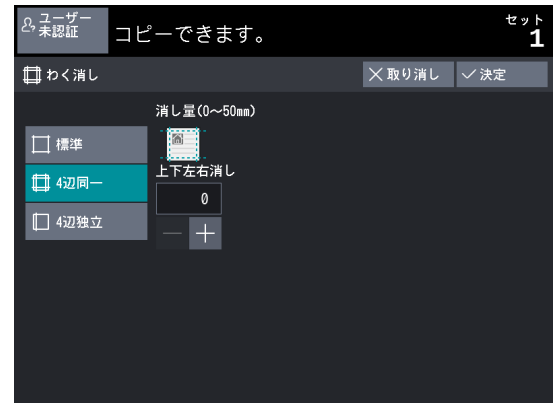 ユーザー
未認証
コピーできます。
セット
1
わく消し
取り消し
決定
消し量(0～50㎜)
標準
4辺同一
上下左右消し
0
4辺独立